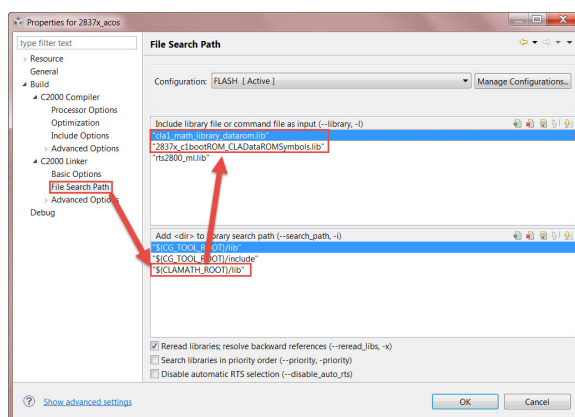 Properties for 2837x_acos
type filter text
File Search Path
Resource
General
Build
C2000 Compiler
Processor Options
Optimization
Include Options
Advanced Options
C2000 Linker
Basic Options
File Search Path
Advanced Options
Debug
Configuration: FLASH [ Active ]
Manage Configurations...
Include library file or command file as input (--library, -l)
"cla1_math_library_datarom.lib"
"2837x_c1bootROM_CLADataROMSymbols.lib"
"rts2800_ml.lib"
Add <dir> to library search path (--search_path, -i)
"${CG_TOOL_ROOT}/lib"
"${CG_TOOL_ROOT}/include"
"${CLAMATH_ROOT}/lib"
Reread libraries; resolve backward references (--reread_libs, -x)
Search libraries in priority order (--priority, -priority)
Disable automatic RTS selection (--disable_auto_rts)
Show advanced settings
OK
Cancel